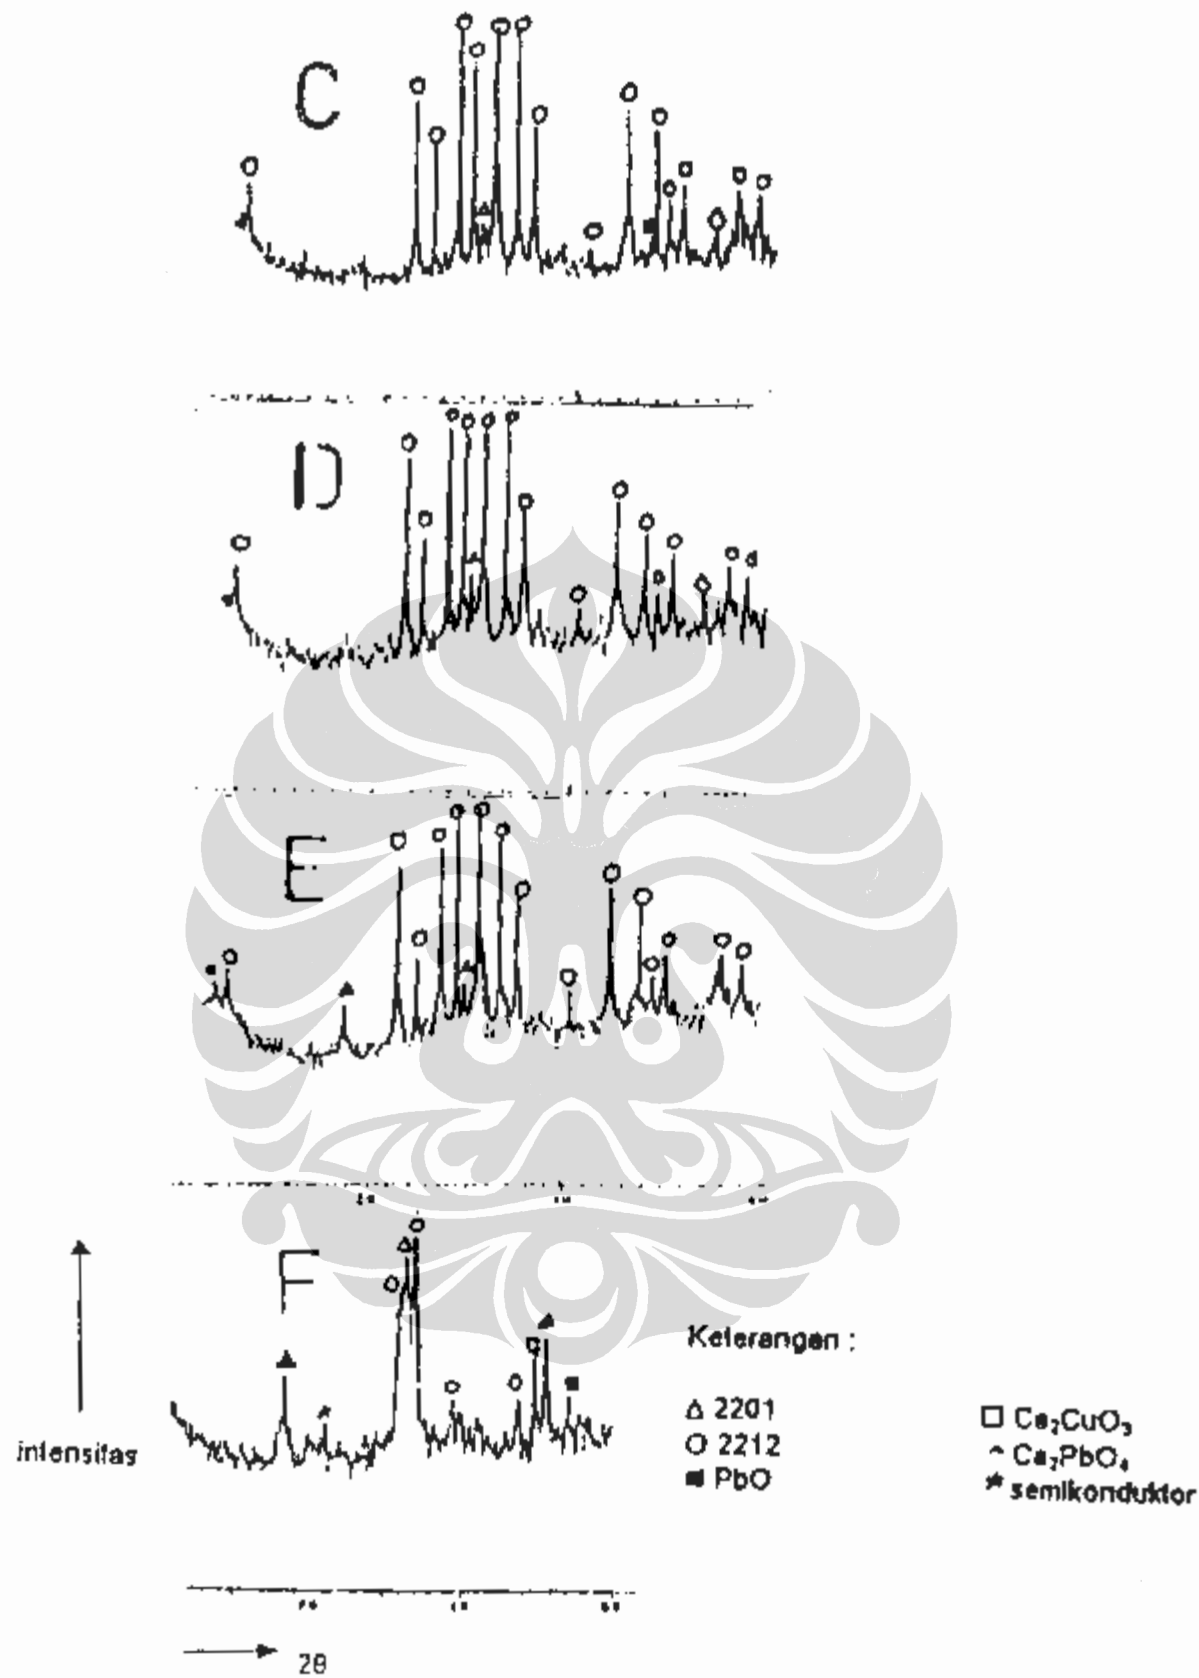 C
D
E
F
intensitas
Keterangan :
△ 2201
○ 2212
■ PbO
□ Ca₂CuO₃
Ca₂PbO₄
* semikonduktor
2θ